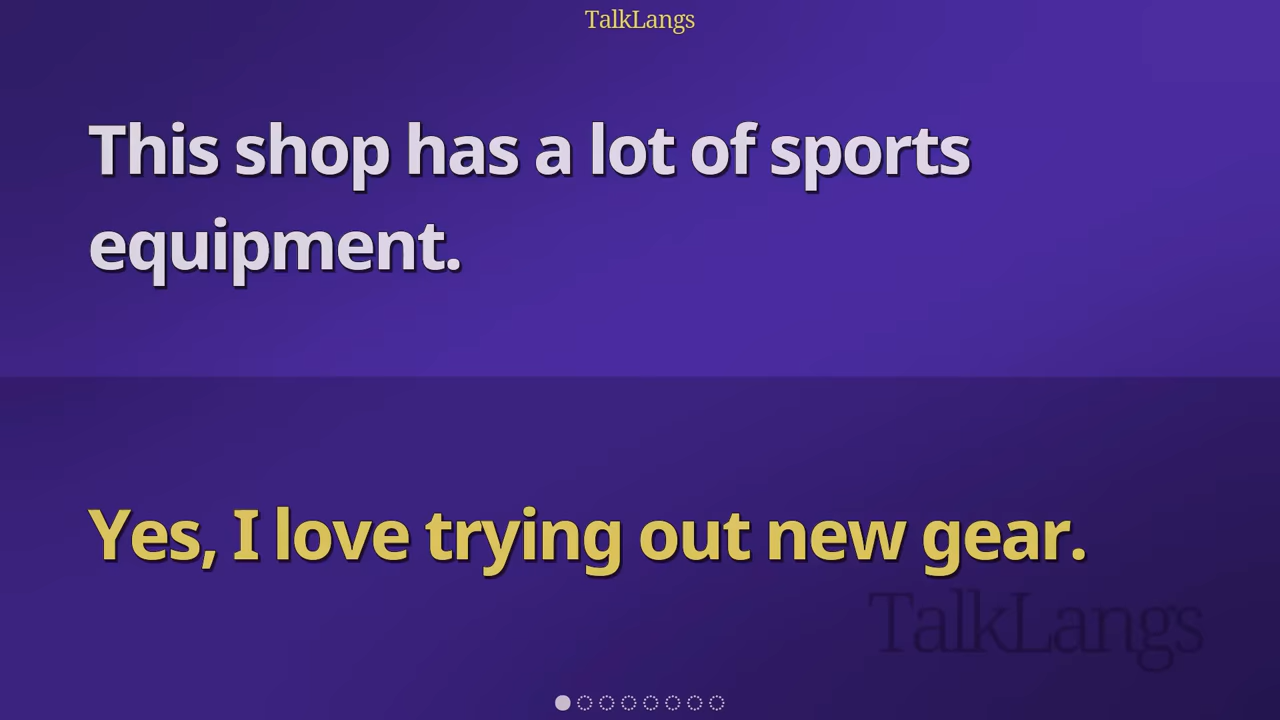 TalkLangs
This shop has a lot of sports
equipment.
Yes, I love trying out new gear.
TalkLangs